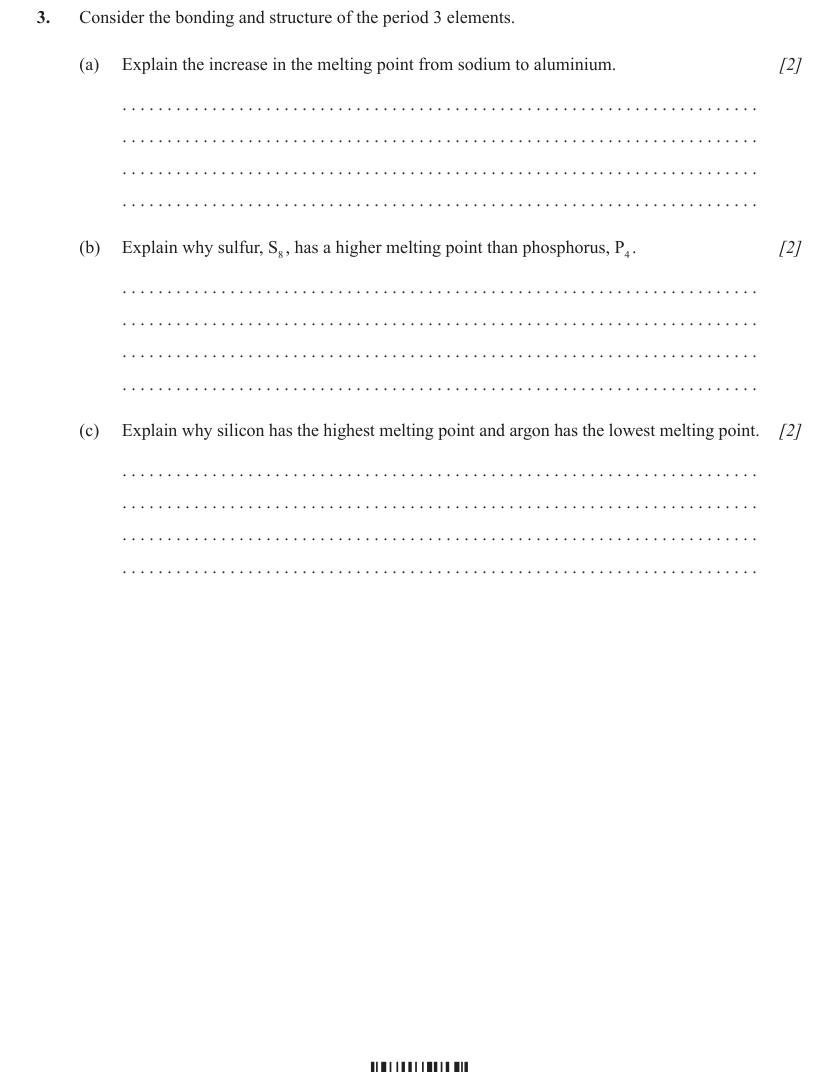 3. Consider the bonding and structure of the period 3 elements.
(a) Explain the increase in the melting point from sodium to aluminium. [2]
. . . . . . . . . . . . . . . . . . . . . . . . . . . . . . . . . . . . . . . . . . . . . . . . . . . . . . . . . . . . . . . . . . . . . .
. . . . . . . . . . . . . . . . . . . . . . . . . . . . . . . . . . . . . . . . . . . . . . . . . . . . . . . . . . . . . . . . . . . . . .
. . . . . . . . . . . . . . . . . . . . . . . . . . . . . . . . . . . . . . . . . . . . . . . . . . . . . . . . . . . . . . . . . . . . . .
. . . . . . . . . . . . . . . . . . . . . . . . . . . . . . . . . . . . . . . . . . . . . . . . . . . . . . . . . . . . . . . . . . . . . .
(b) Explain why sulfur, S₈, has a higher melting point than phosphorus, P₄. [2]
. . . . . . . . . . . . . . . . . . . . . . . . . . . . . . . . . . . . . . . . . . . . . . . . . . . . . . . . . . . . . . . . . . . . . .
. . . . . . . . . . . . . . . . . . . . . . . . . . . . . . . . . . . . . . . . . . . . . . . . . . . . . . . . . . . . . . . . . . . . . .
. . . . . . . . . . . . . . . . . . . . . . . . . . . . . . . . . . . . . . . . . . . . . . . . . . . . . . . . . . . . . . . . . . . . . .
. . . . . . . . . . . . . . . . . . . . . . . . . . . . . . . . . . . . . . . . . . . . . . . . . . . . . . . . . . . . . . . . . . . . . .
(c) Explain why silicon has the highest melting point and argon has the lowest melting point. [2]
. . . . . . . . . . . . . . . . . . . . . . . . . . . . . . . . . . . . . . . . . . . . . . . . . . . . . . . . . . . . . . . . . . . . . .
. . . . . . . . . . . . . . . . . . . . . . . . . . . . . . . . . . . . . . . . . . . . . . . . . . . . . . . . . . . . . . . . . . . . . .
. . . . . . . . . . . . . . . . . . . . . . . . . . . . . . . . . . . . . . . . . . . . . . . . . . . . . . . . . . . . . . . . . . . . . .
. . . . . . . . . . . . . . . . . . . . . . . . . . . . . . . . . . . . . . . . . . . . . . . . . . . . . . . . . . . . . . . . . . . . . .